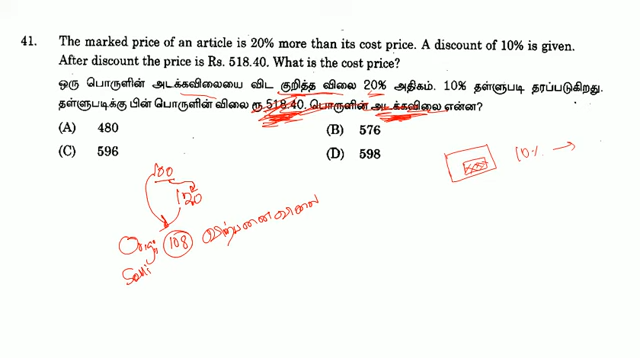 41. The marked price of an article is 20% more than its cost price. A discount of 10% is given.
After discount the price is Rs. 518.40. What is the cost price?
ஒரு பொருளின் அடக்கவிலையை விட குறித்த விலை 20% அதிகம். 10% தள்ளுபடி தரப்படுகிறது.
தள்ளுபடிக்கு பின் பொருளின் விலை ரூ.518.40. பொருளின் அடக்கவிலை என்ன?
(A) 480 (B) 576
(C) 596 (D) 598
100 10%
120
108 விற்பனை விலை